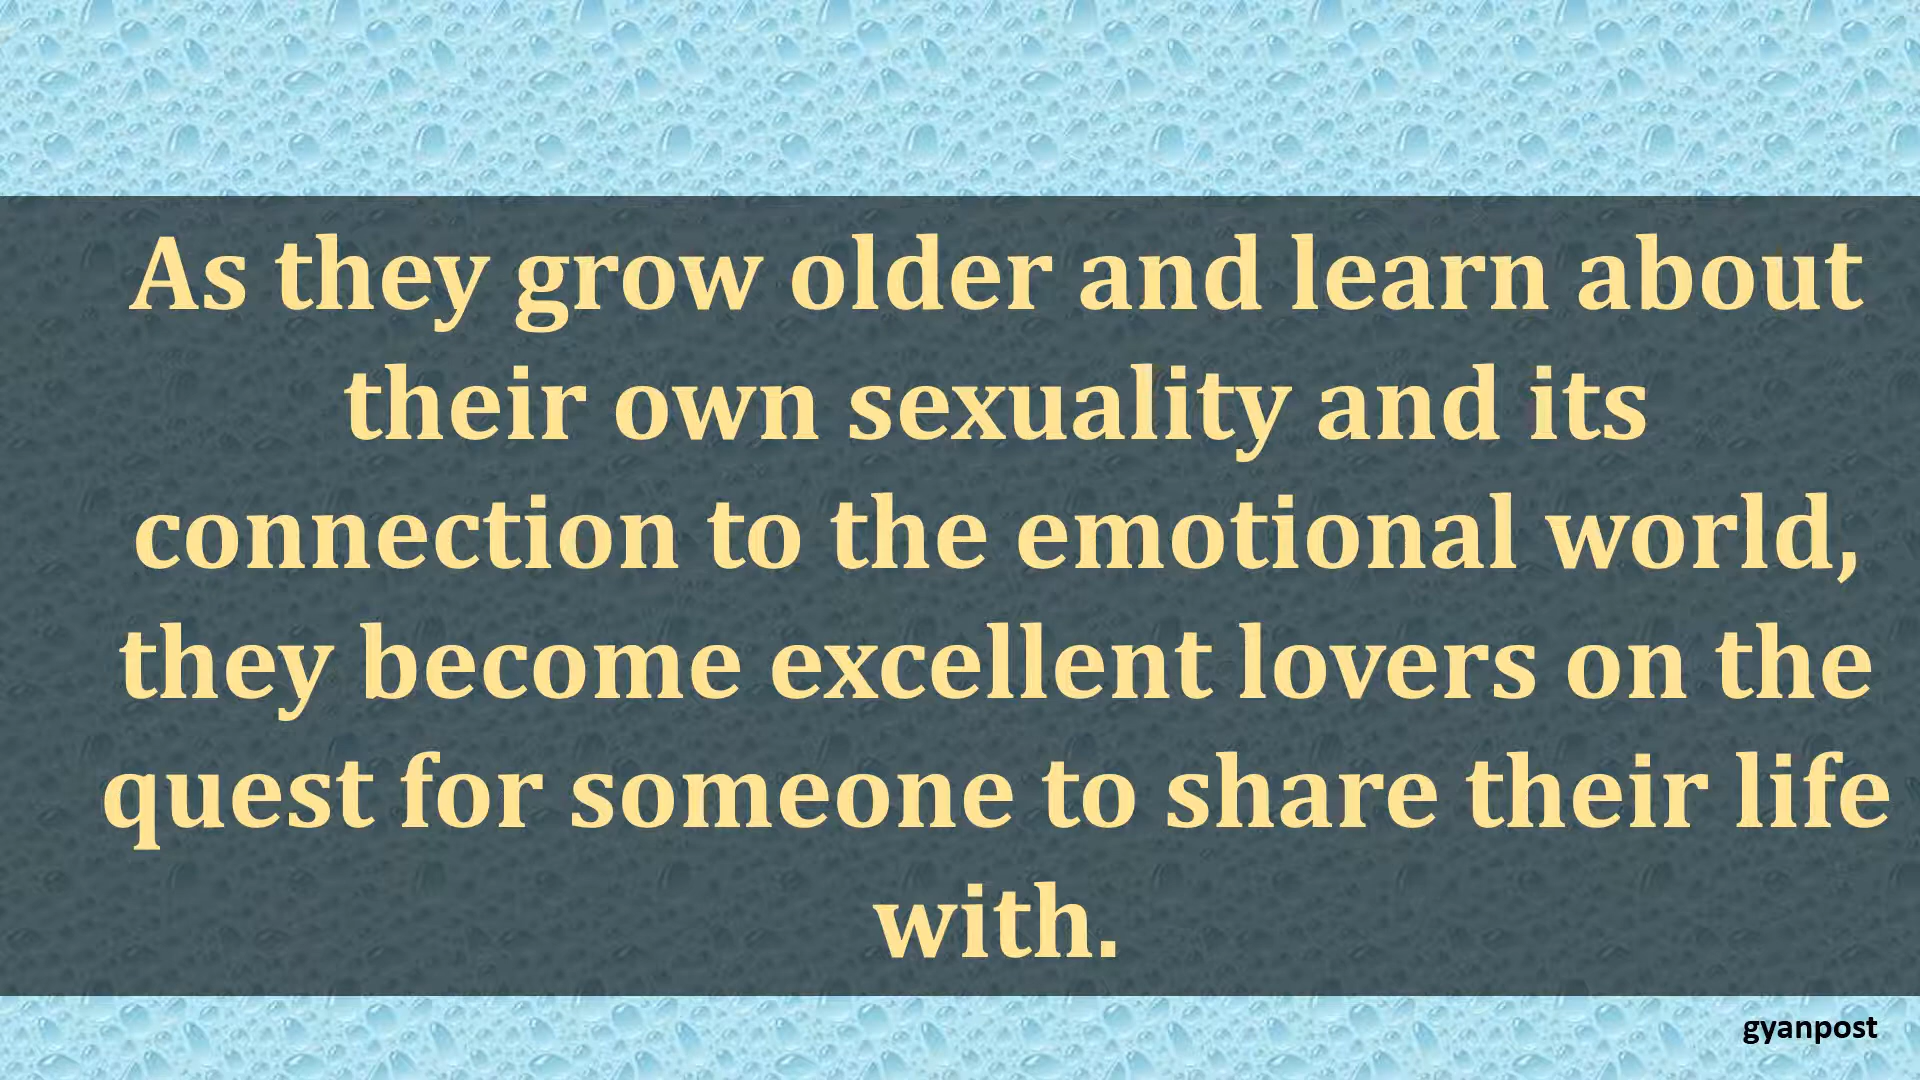 As they grow older and learn about
their own sexuality and its
connection to the emotional world,
they become excellent lovers on the
quest for someone to share their life
with.
gyanpost